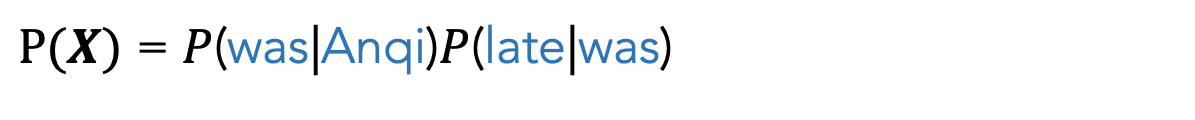 P(X) = P(was|Anqi)P(late|was)